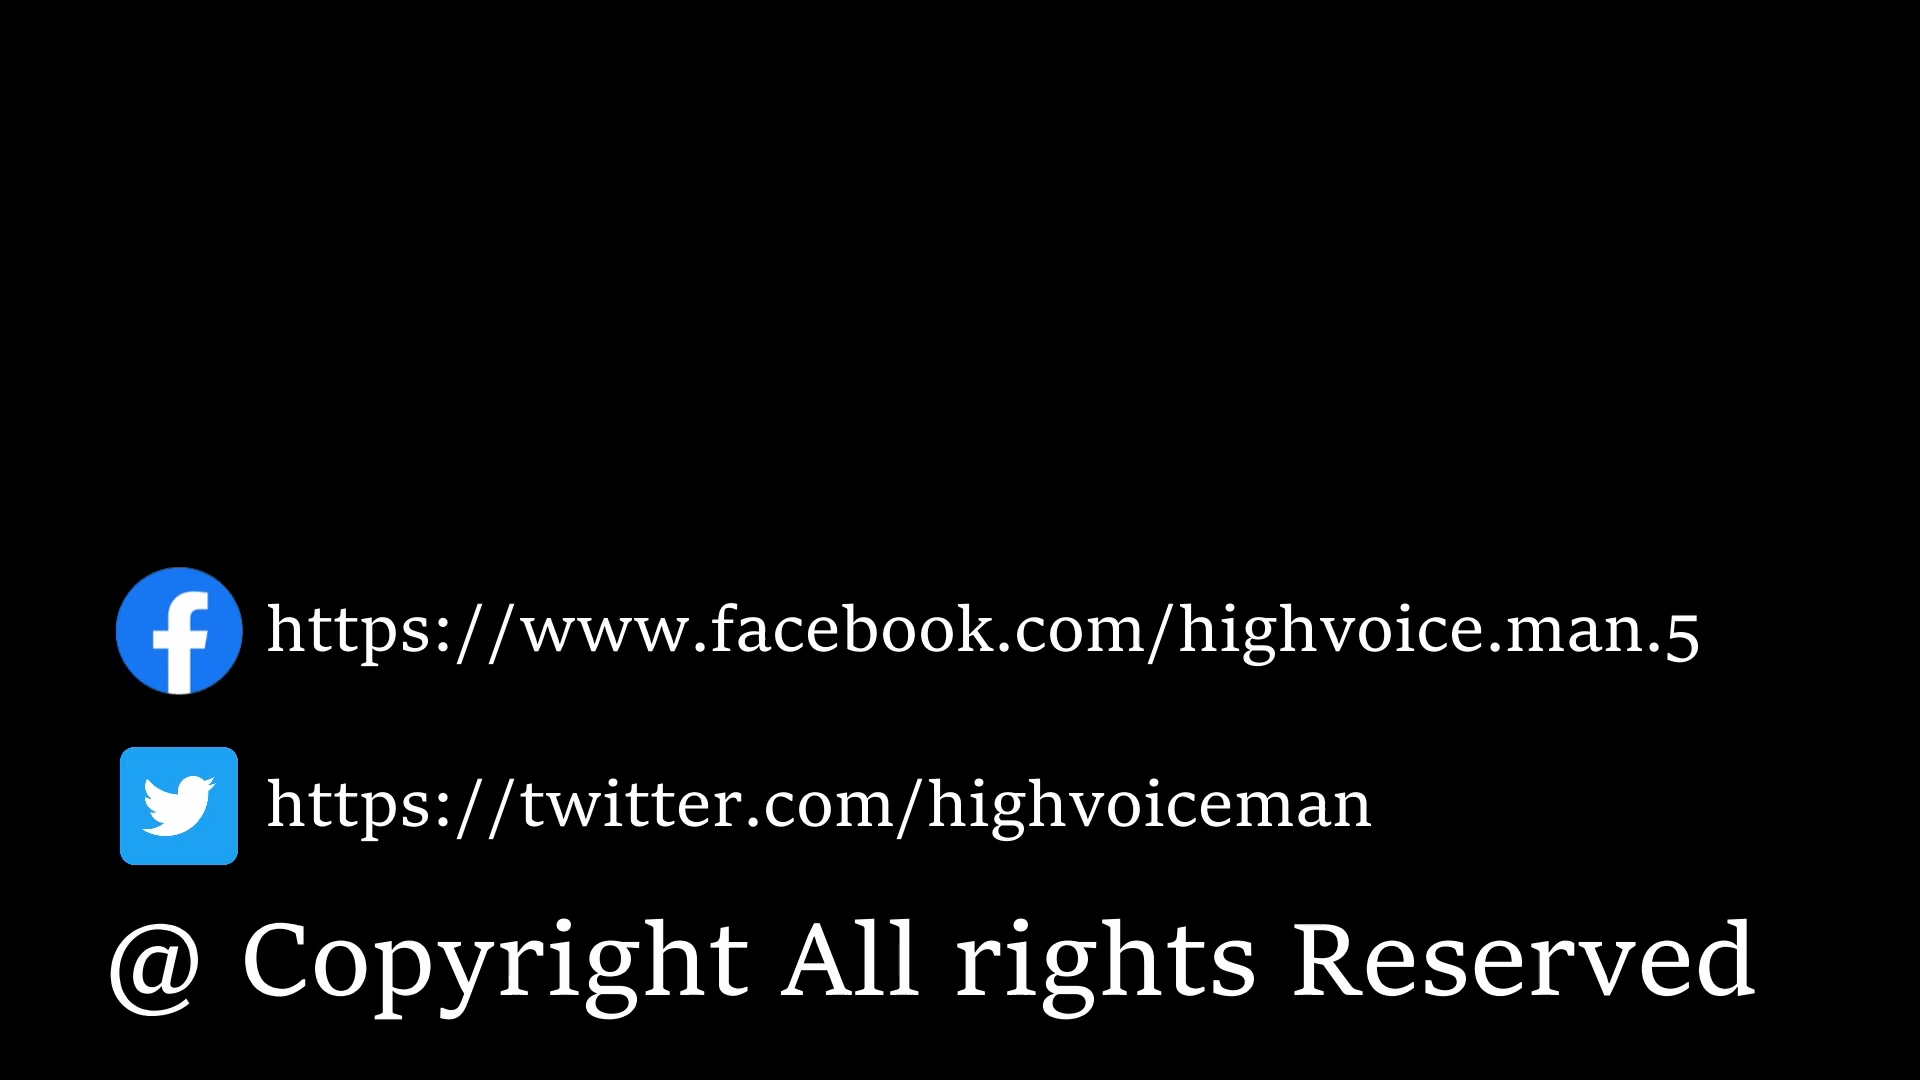 https://www.facebook.com/highvoice.man.5
https://twitter.com/highvoiceman
@ Copyright All rights Reserved